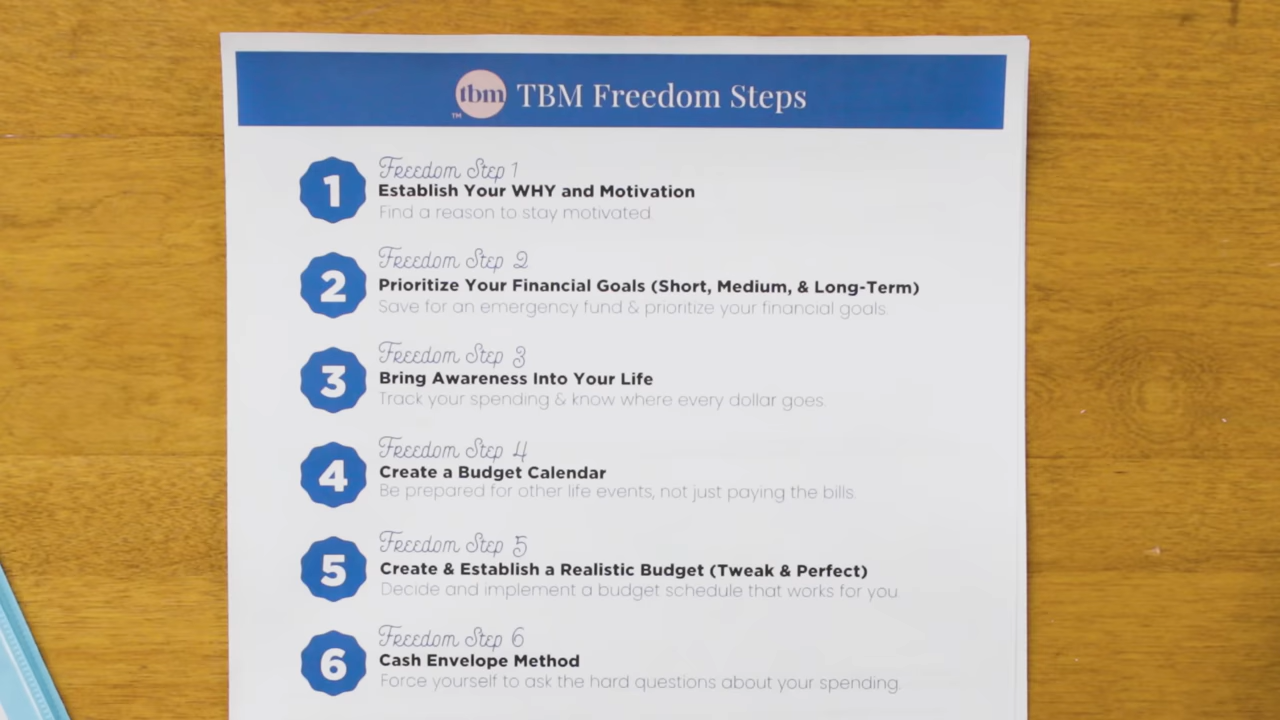 tbm TBM Freedom Steps
TM
1
Freedom Step 1
Establish Your WHY and Motivation
Find a reason to stay motivated
2
Freedom Step 2
Prioritize Your Financial Goals (Short, Medium, & Long-Term)
Save for an emergency fund & prioritize your financial goals.
3
Freedom Step 3
Bring Awareness Into Your Life
Track your spending & know where every dollar goes.
4
Freedom Step 4
Create a Budget Calendar
Be prepared for other life events, not just paying the bills.
5
Freedom Step 5
Create & Establish a Realistic Budget (Tweak & Perfect)
Decide and implement a budget schedule that works for you
6
Freedom Step 6
Cash Envelope Method
Force yourself to ask the hard questions about your spending.